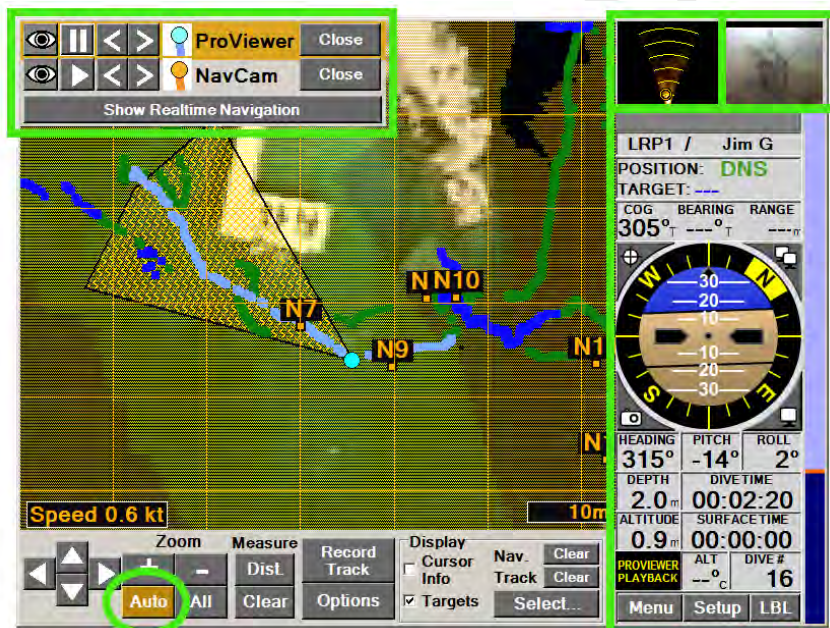 ProViewer Close
NavCam Close
Show Realtime Navigation
LRP1 / Jim G
POSITION: DNS
TARGET: ---
COG BEARING RANGE
305°T ---°T ---m
N
E
S
W
30
20
10
10
20
30
N N10
N7
N9
N1
N
HEADING PITCH ROLL
315° -14° 2°
DEPTH DIVE TIME
2.0 m 00:02:20
ALTITUDE SURFACE TIME
0.9 m 00:00:00
PROVIEWER PLAYBACK
ALT DIVE #
--°C 16
Menu Setup LBL
Speed 0.6 kt
10m
Zoom
+ -
Auto All
Measure
Dist.
Clear
Record Track
Options
Display
Cursor Info
Nav. Clear
Track Clear
Targets
Select...